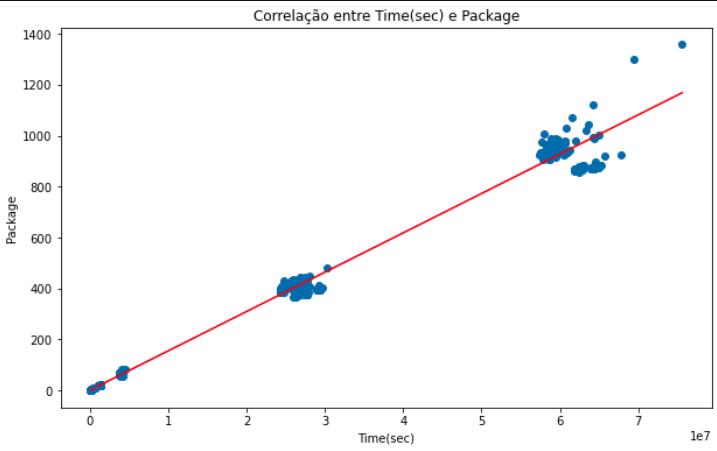 Correlação entre Time(sec) e Package
1400
1200
1000
800
600
400
200
0
Package
0 1 2 3 4 5 6 7
1e7
Time(sec)